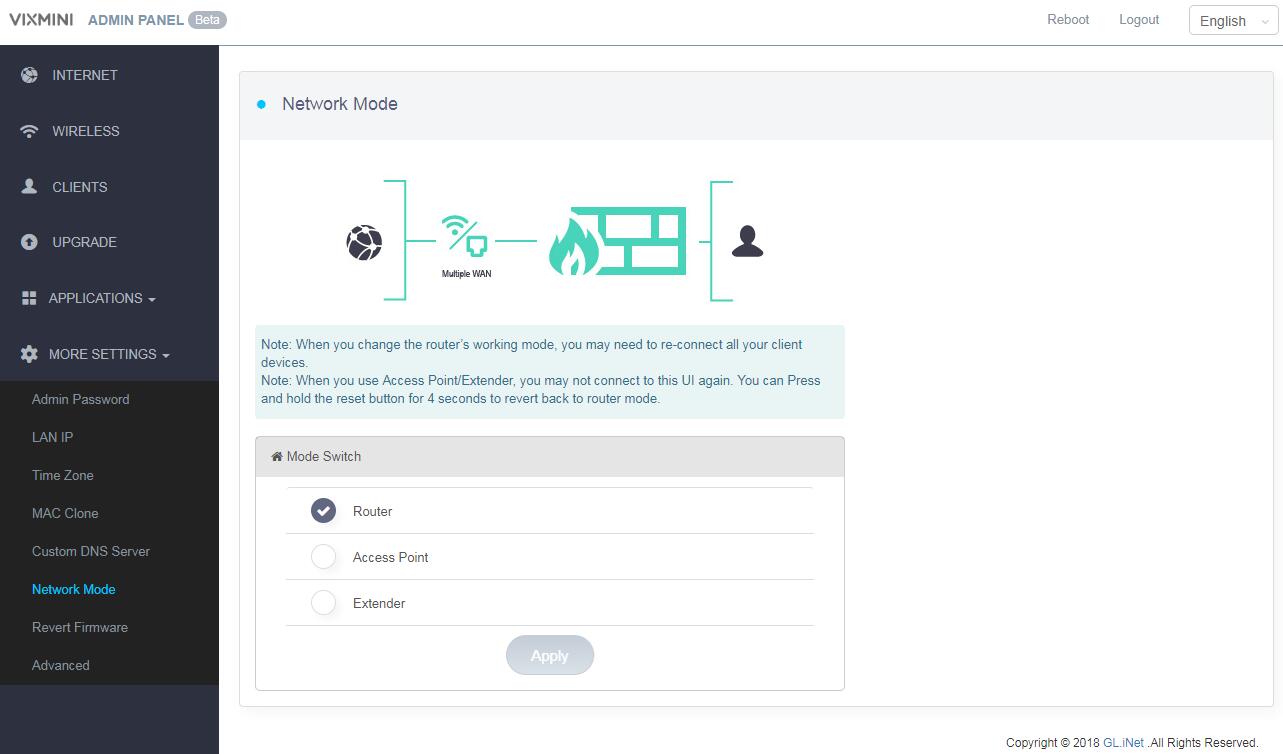 VIXMINI ADMIN PANEL Beta
Reboot Logout English
INTERNET
WIRELESS
CLIENTS
UPGRADE
APPLICATIONS
MORE SETTINGS
Admin Password
LAN IP
Time Zone
MAC Clone
Custom DNS Server
Network Mode
Revert Firmware
Advanced
Network Mode
Multiple WAN
Note: When you change the router's working mode, you may need to re-connect all your client
devices.
Note: When you use Access Point/Extender, you may not connect to this UI again. You can Press
and hold the reset button for 4 seconds to revert back to router mode.
Mode Switch
Router
Access Point
Extender
Apply
Copyright © 2018 GL.iNet .All Rights Reserved.